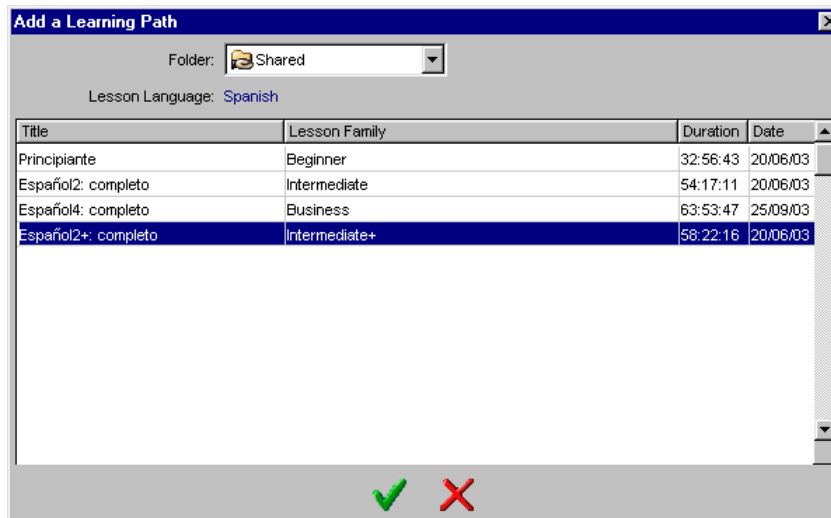 Add a Learning Path
Folder: Shared
Lesson Language: Spanish
Title Lesson Family Duration Date
Principiante Beginner 32:56:43 20/06/03
Español2: completo Intermediate 54:17:11 20/06/03
Español4: completo Business 63:53:47 25/09/03
Español2+: completo Intermediate+ 58:22:16 20/06/03